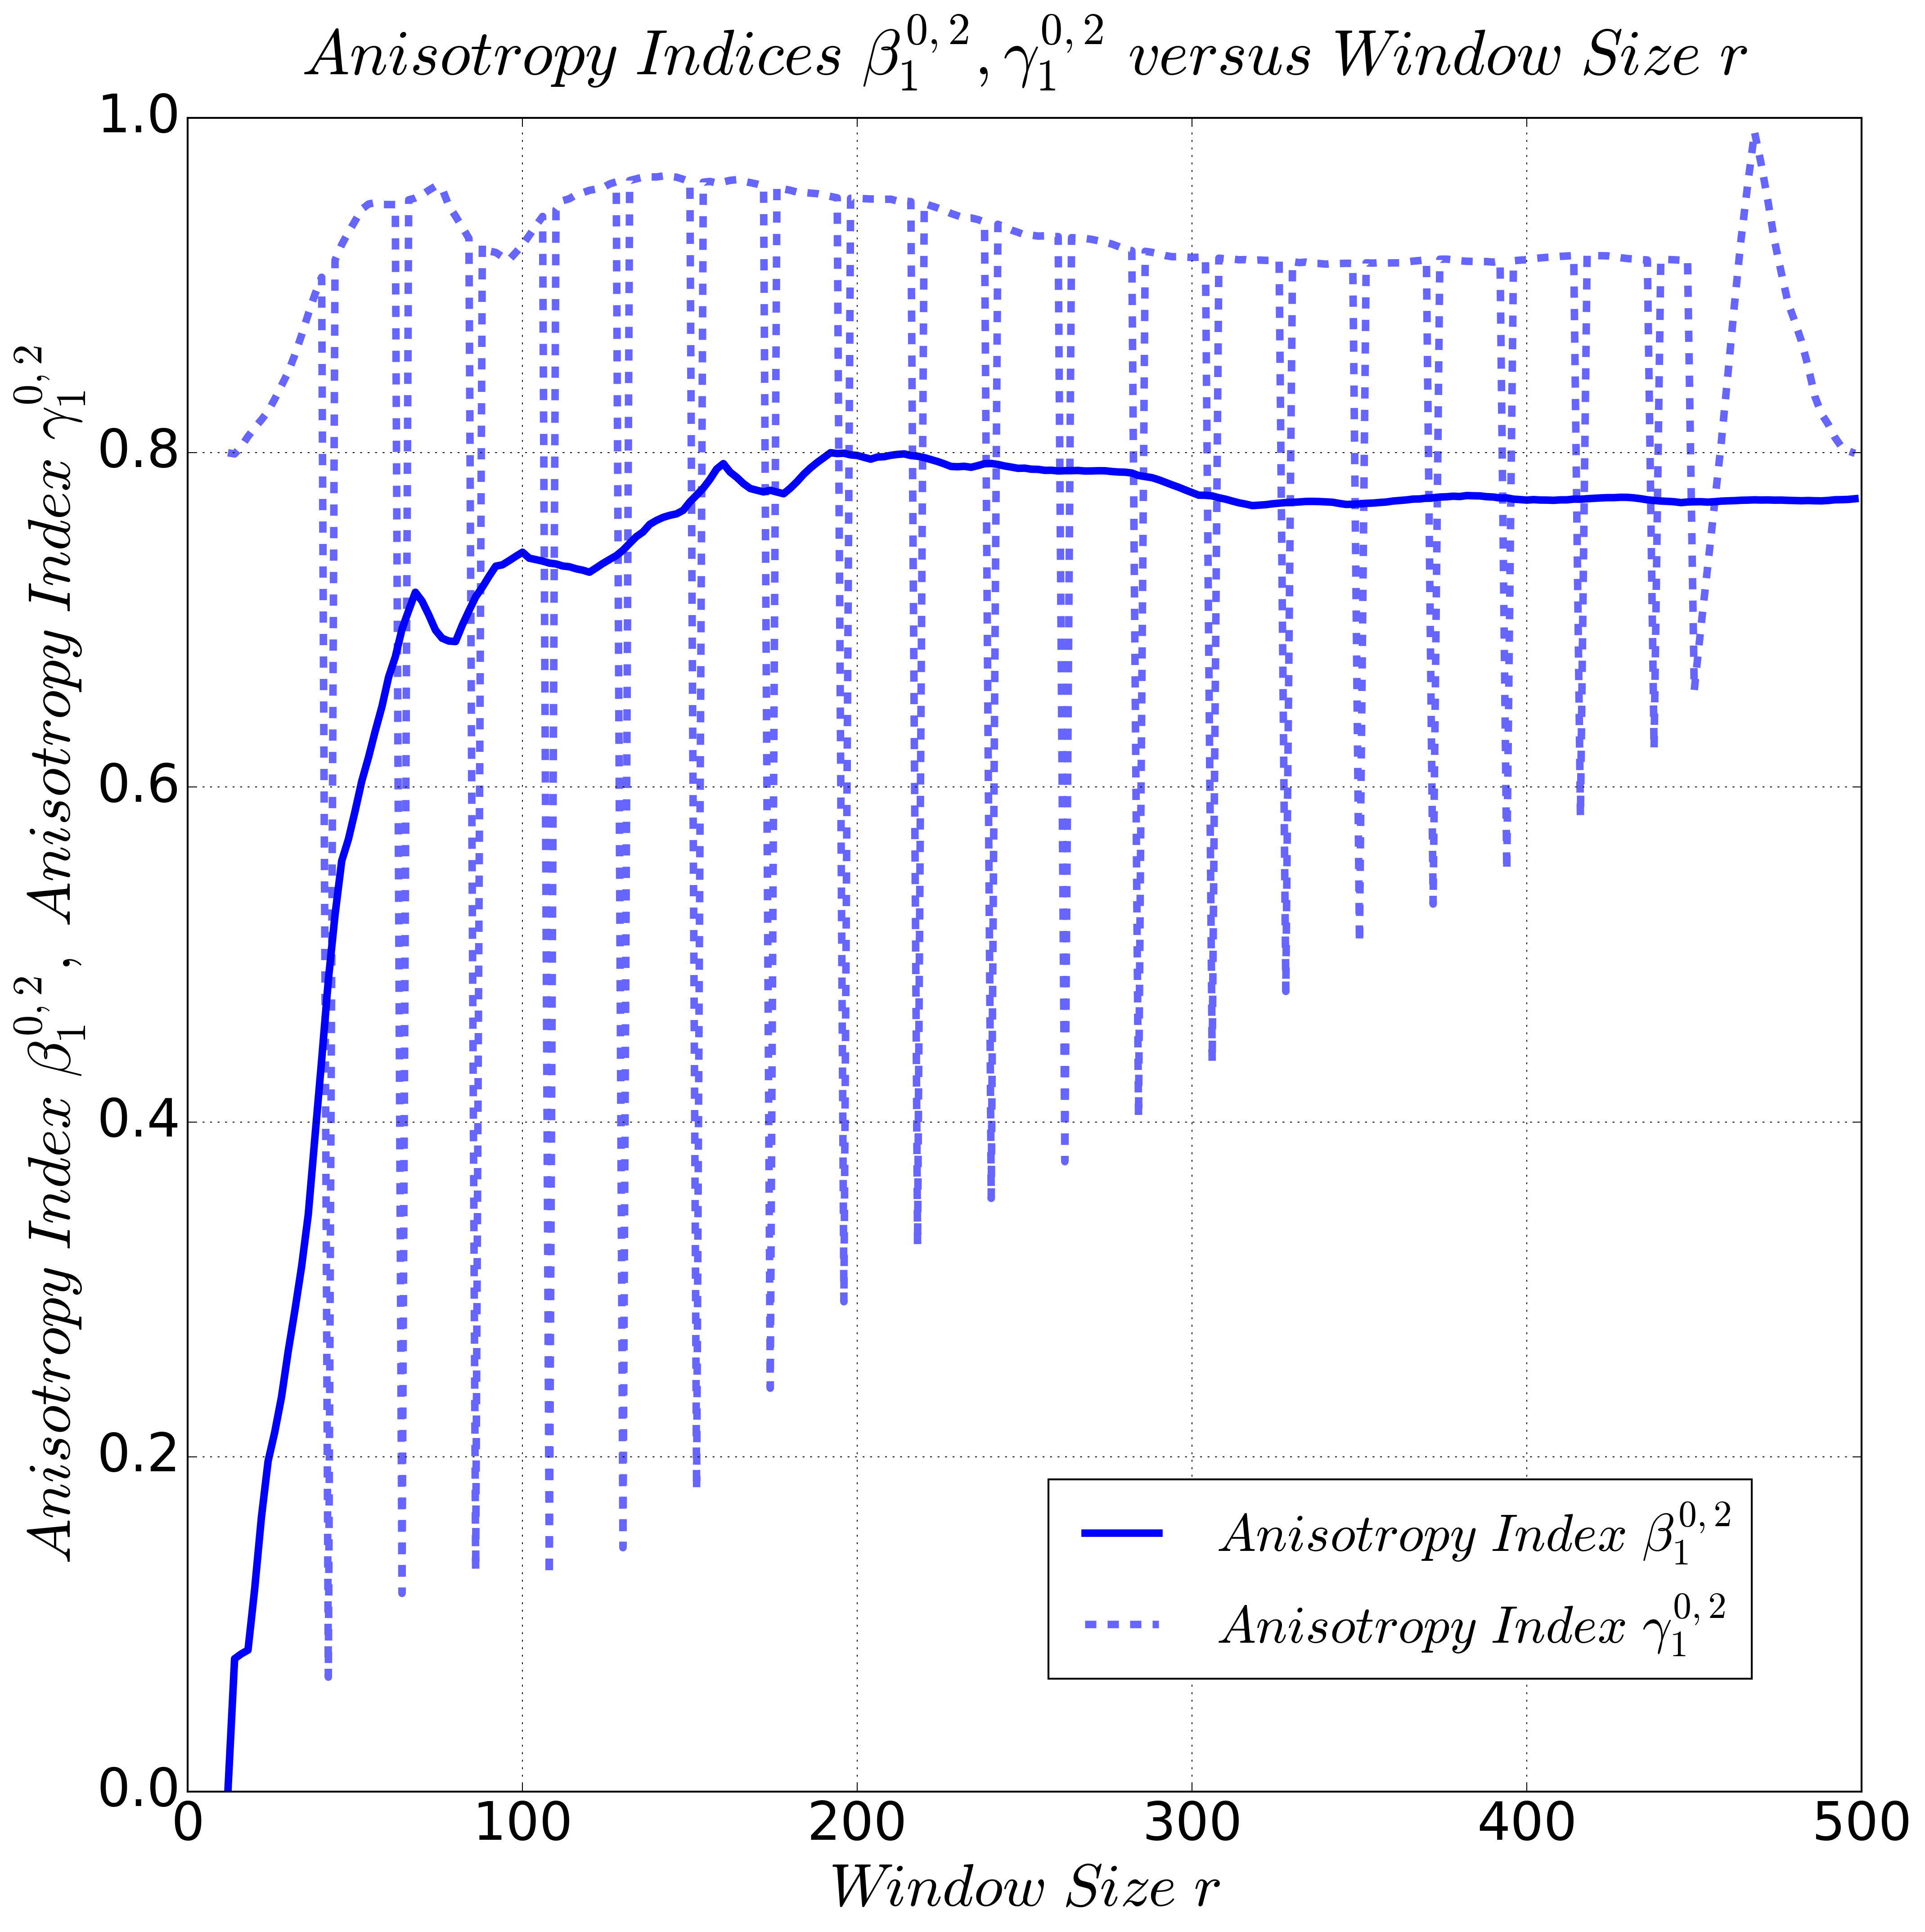 Anisotropy Indices β₁^{0,2}, γ₁^{0,2} versus Window Size r
Anisotropy Index β₁^{0,2}, Anisotropy Index γ₁^{0,2}
1.0
0.8
0.6
0.4
0.2
0.0
0 100 200 300 400 500
Window Size r
Anisotropy Index β₁^{0,2}
Anisotropy Index γ₁^{0,2}